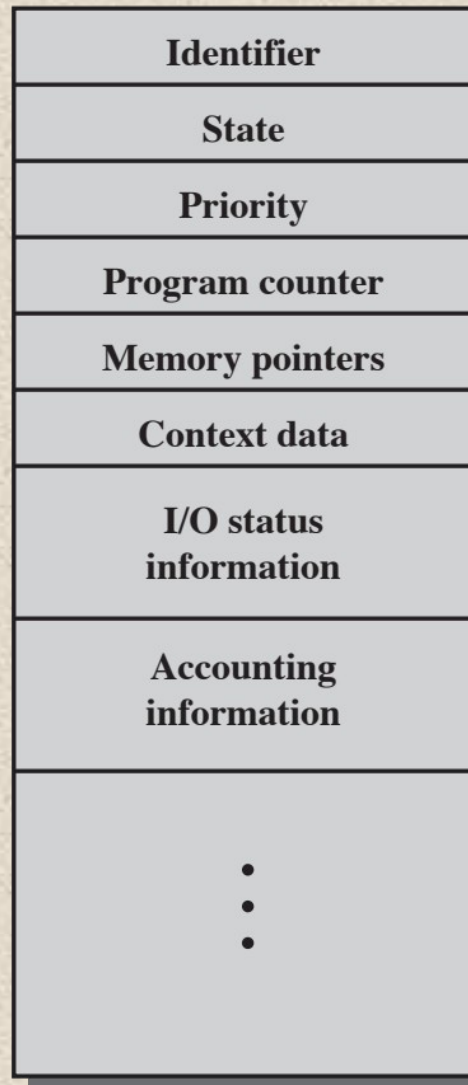 Identifier
State
Priority
Program counter
Memory pointers
Context data
I/O status
information
Accounting
information